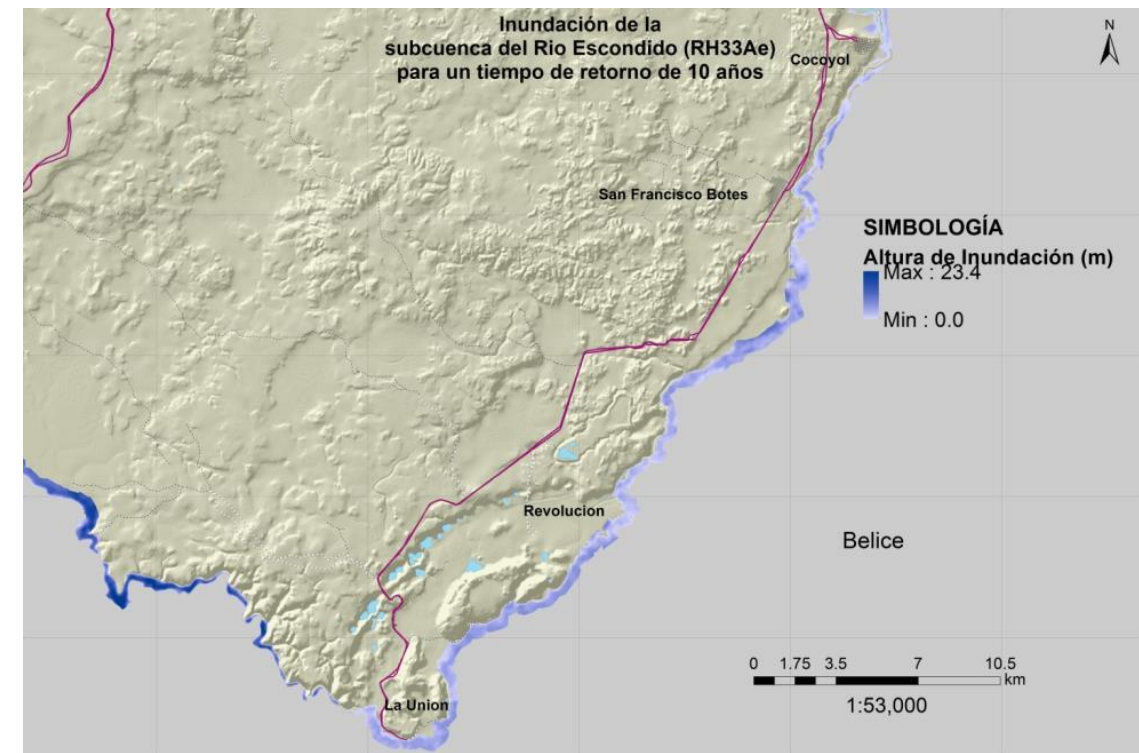 Inundación de la
subcuenca del Rio Escondido (RH33Ae)
para un tiempo de retorno de 10 años
N
Cocoyol
San Francisco Botes
SIMBOLOGÍA
Altura de Inundación (m)
Max : 23.4
Min : 0.0
Revolucion
Belice
La Union
0 1.75 3.5 7 10.5
km
1:53,000